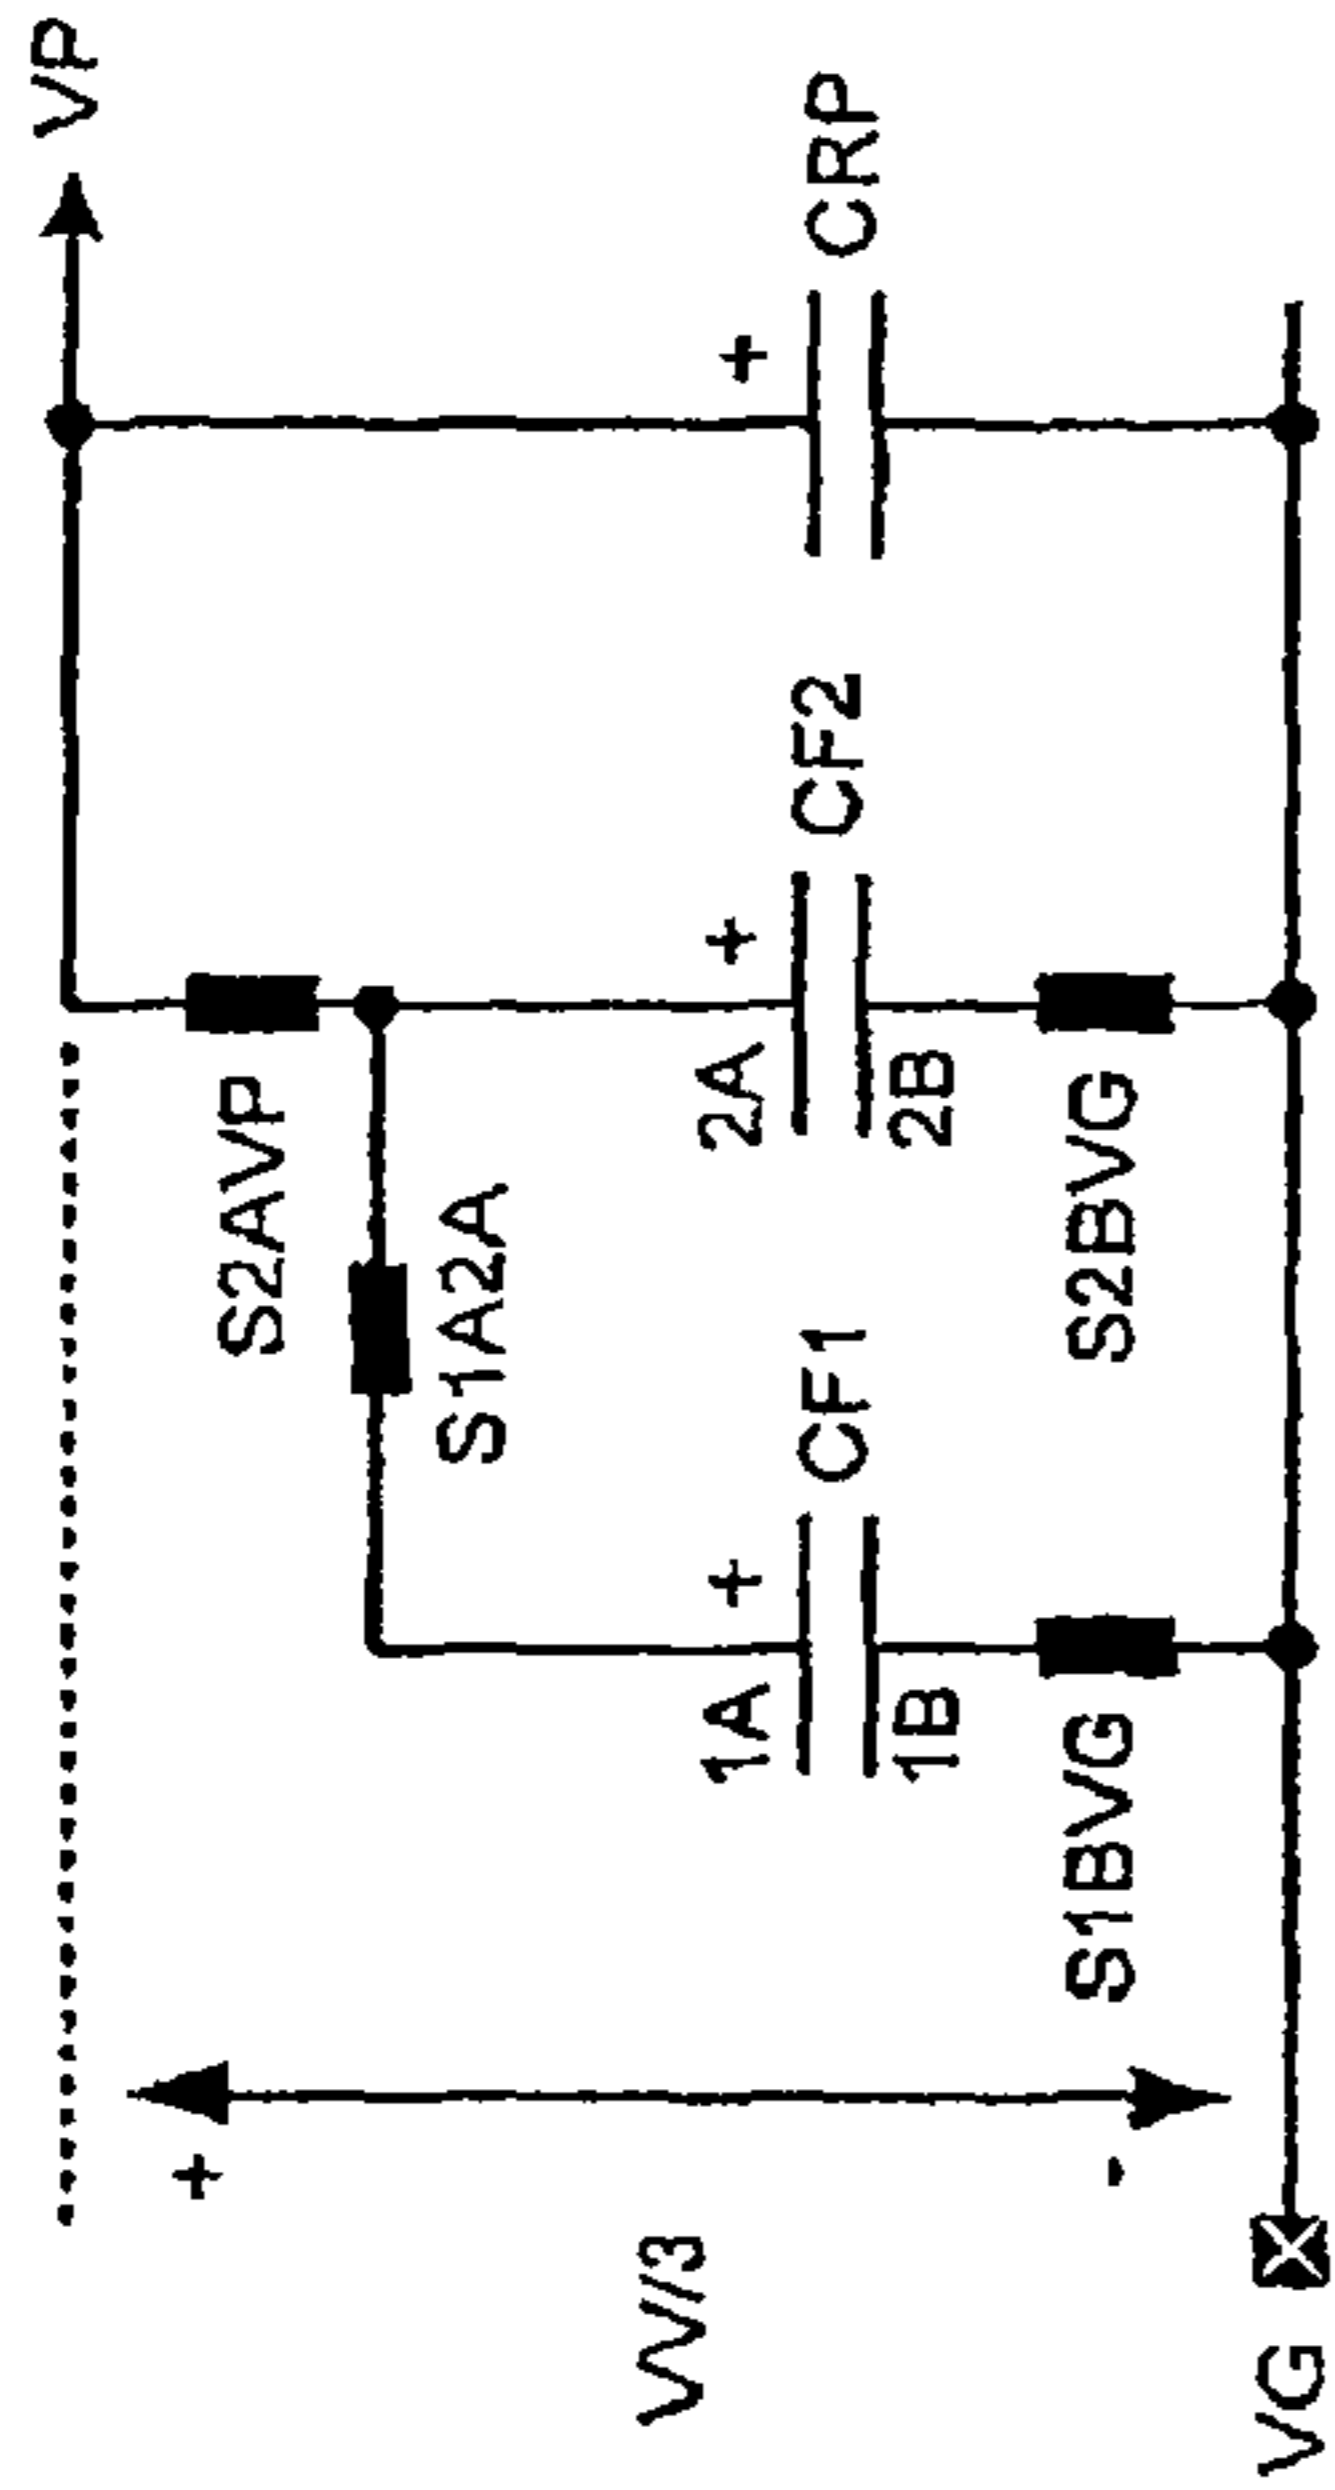 VP
S2AVP
S1A2A
+
+
+
+
1A
CF1
2A
CF2
CRP
1B
2B
VV/3
S1BVG
S2BVG
-
VG